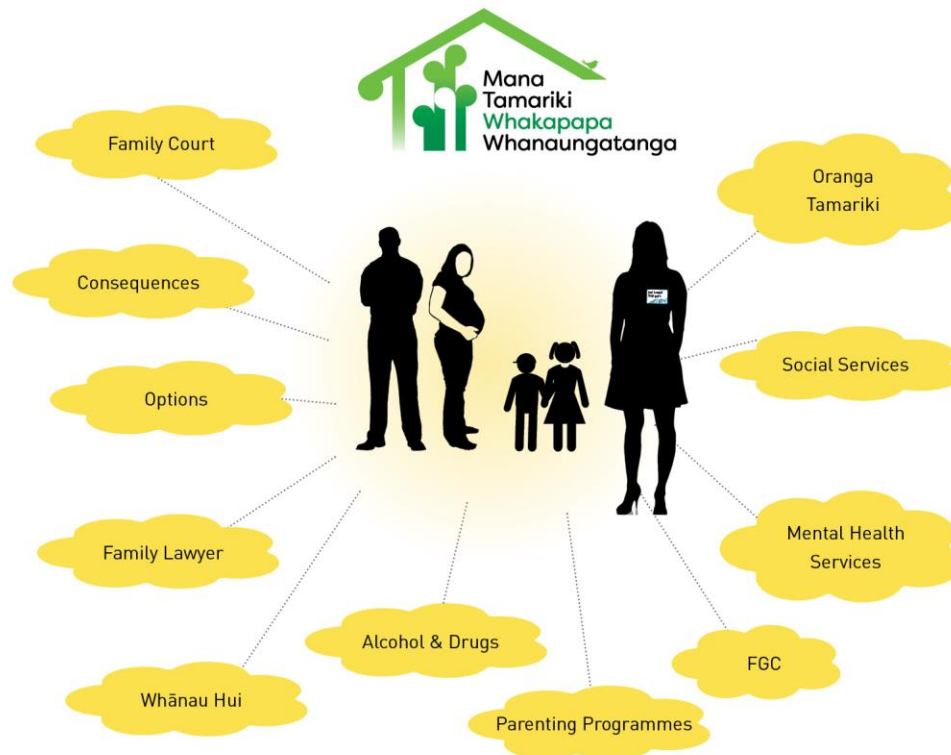 Mana
Tamariki
Whakapapa
Whanaungatanga
Family Court
Oranga
Tamariki
Consequences
Social Services
Options
Family Lawyer
Mental Health
Services
Alcohol & Drugs
FGC
Whānau Hui
Parenting Programmes